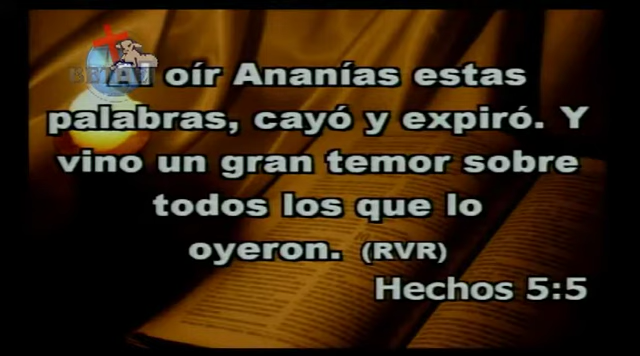 Al oír Ananías estas
palabras, cayó y expiró. Y
vino un gran temor sobre
todos los que lo
oyeron. (RVR)
Hechos 5:5